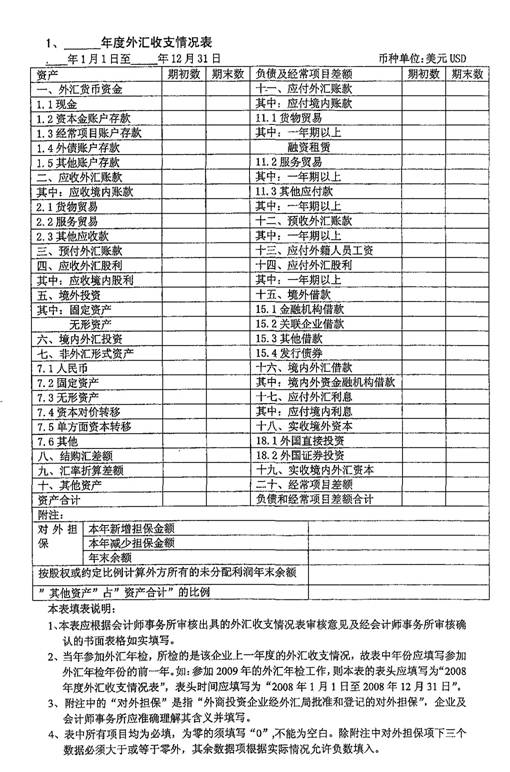 1、______年度外汇收支情况表
____年1月1日至____年12月31日 币种单位:美元 USD
资产 期初数 期末数 负债及经常项目差额 期初数 期末数
一、外汇货币资金 十一、应付外汇账款
1.1现金 其中：应付境内账款
1.2资本金账户存款 11.1货物贸易
1.3经常项目账户存款 其中：一年期以上
1.4外债账户存款 融资租赁
1.5其他账户存款 11.2服务贸易
二、应收外汇账款 其中：一年期以上
其中：应收境内账款 11.3其他应付款
2.1货物贸易 其中：一年期以上
2.2服务贸易 十二、预收外汇账款
2.3其他应收款 其中：一年期以上
三、预付外汇账款 十三、应付外籍人员工资
四、应收外汇股利 十四、应付外汇股利
其中：应收境内股利 其中：一年期以上
五、境外投资 十五、境外借款
其中：固定资产 15.1金融机构借款
无形资产 15.2关联企业借款
六、境内外汇投资 15.3其他借款
七、非外汇形式资产 15.4发行债券
7.1人民币 十六、境内外汇借款
7.2固定资产 其中：境内外资金融机构借款
7.3无形资产 十七、应付外汇利息
7.4资本对价转移 其中：应付境内利息
7.5单方面资本转移 十八、实收境外资本
7.6其他 18.1外国直接投资
八、结购汇差额 18.2外国证券投资
九、汇率折算差额 十九、实收境内外汇资本
十、其他资产 二十、经常项目差额
资产合计 负债和经常项目差额合计
附注：
对外担保 本年新增担保金额
本年减少担保金额
年末余额
按股权或约定比例计算外方所有的未分配利润年末余额
"其他资产"占"资产合计"的比例
本表填表说明：
1、本表应根据会计师事务所审核出具的外汇收支情况表审核意见及经会计师事务所审核确
认的书面表格如实填写。
2、当年参加外汇年检，所检的是该企业上一年度的外汇收支情况，故表中年份应填写参加
外汇年检年份的前一年。如：参加2009年的外汇年检工作，则本表的表头应填写为“2008
年度外汇收支情况表”，表头时间应填写为“2008年1月1日至2008年12月31日”。
3、附注中的“对外担保”是指“外商投资企业经外汇局批准和登记的对外担保”，企业及
会计师事务所应准确理解其含义并填写。
4、表中所有项目均为必填，为零的须填写“0”,不能为空白。除附注中对外担保项下三个
数据必须大于或等于零外，其余数据项根据实际情况允许负数填入。